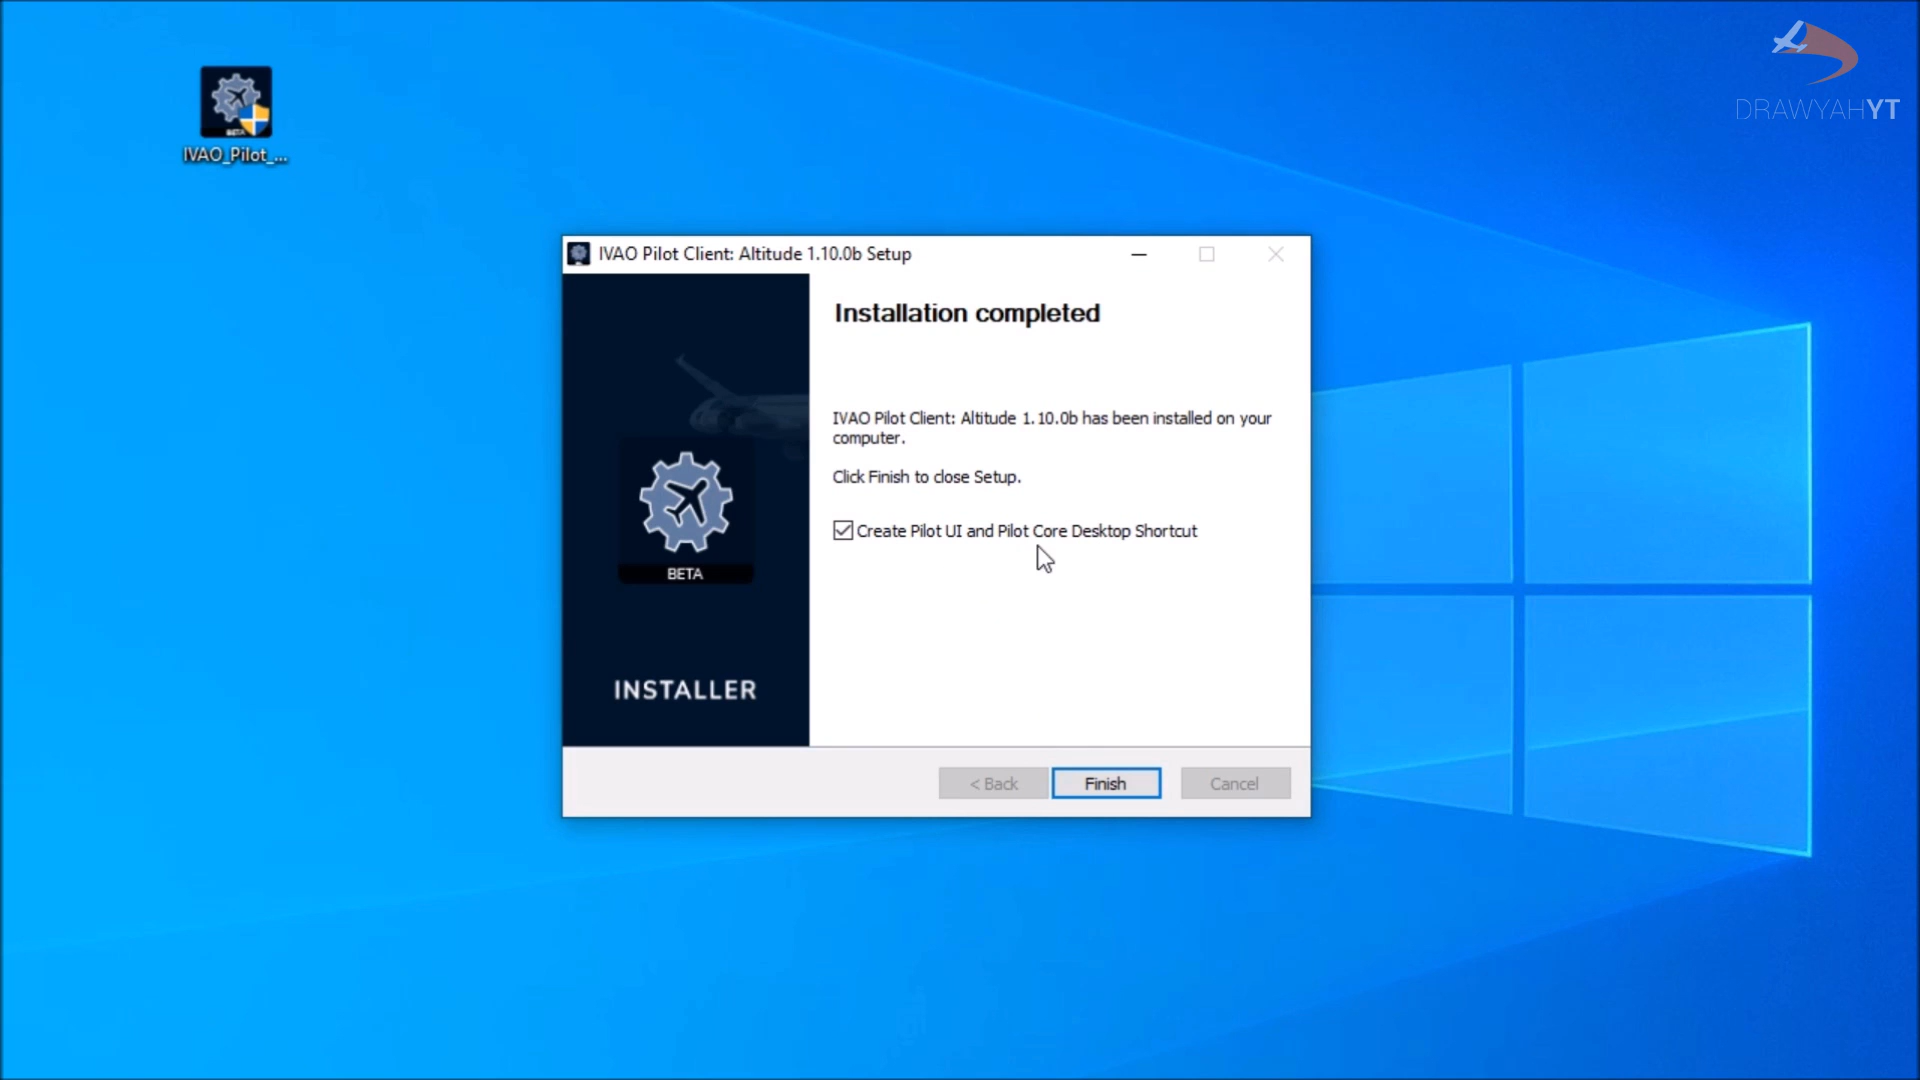 DRAWYAHYT
BETA
IVAO_Pilot_...
IVAO Pilot Client: Altitude 1.10.0b Setup
Installation completed
IVAO Pilot Client: Altitude 1.10.0b has been installed on your
computer.
Click Finish to close Setup.
Create Pilot UI and Pilot Core Desktop Shortcut
BETA
INSTALLER
< Back
Finish
Cancel